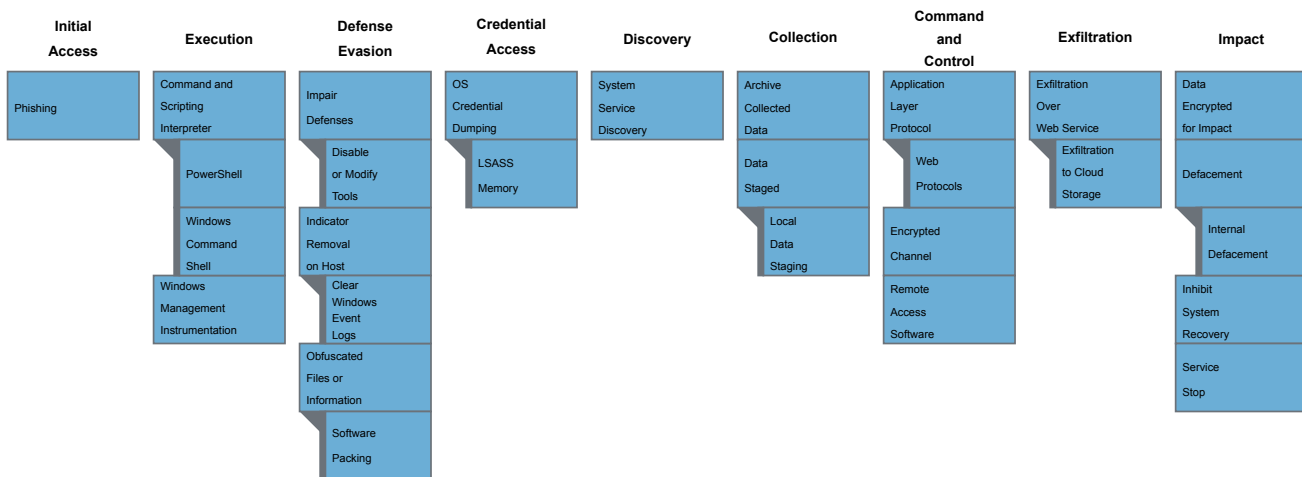 Initial
Access
Execution
Defense
Evasion
Credential
Access
Discovery
Collection
Command
and
Control
Exfiltration
Impact
Phishing
Command and
Scripting
Interpreter
PowerShell
Windows
Command
Shell
Windows
Management
Instrumentation
Impair
Defenses
Disable
or Modify
Tools
Indicator
Removal
on Host
Clear
Windows
Event
Logs
Obfuscated
Files or
Information
Software
Packing
OS
Credential
Dumping
LSASS
Memory
System
Service
Discovery
Archive
Collected
Data
Data
Staged
Local
Data
Staging
Application
Layer
Protocol
Web
Protocols
Encrypted
Channel
Remote
Access
Software
Exfiltration
Over
Web Service
Exfiltration
to Cloud
Storage
Data
Encrypted
for Impact
Defacement
Internal
Defacement
Inhibit
System
Recovery
Service
Stop